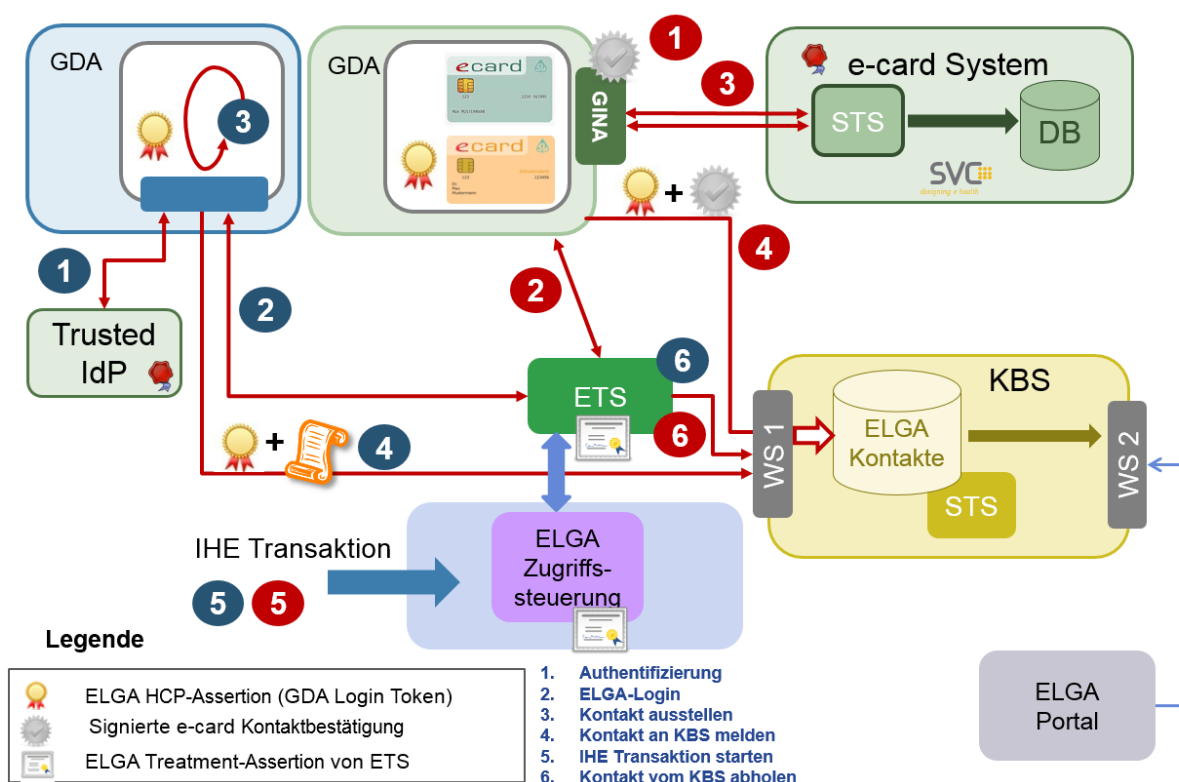 GDA
3
1
2
Trusted
IdP
GDA
ecard
ecard
GINA
1
3
e-card System
STS
DB
SVC
designing e health
+
4
2
6
ETS
6
+
4
KBS
WS 1
ELGA
Kontakte
STS
WS 2
IHE Transaktion
5
5
ELGA
Zugriffs-
steuerung
ELGA
Portal
Legende
ELGA HCP-Assertion (GDA Login Token)
Signierte e-card Kontaktbestätigung
ELGA Treatment-Assertion von ETS
1. Authentifizierung
2. ELGA-Login
3. Kontakt ausstellen
4. Kontakt an KBS melden
5. IHE Transaktion starten
6. Kontakt vom KBS abholen